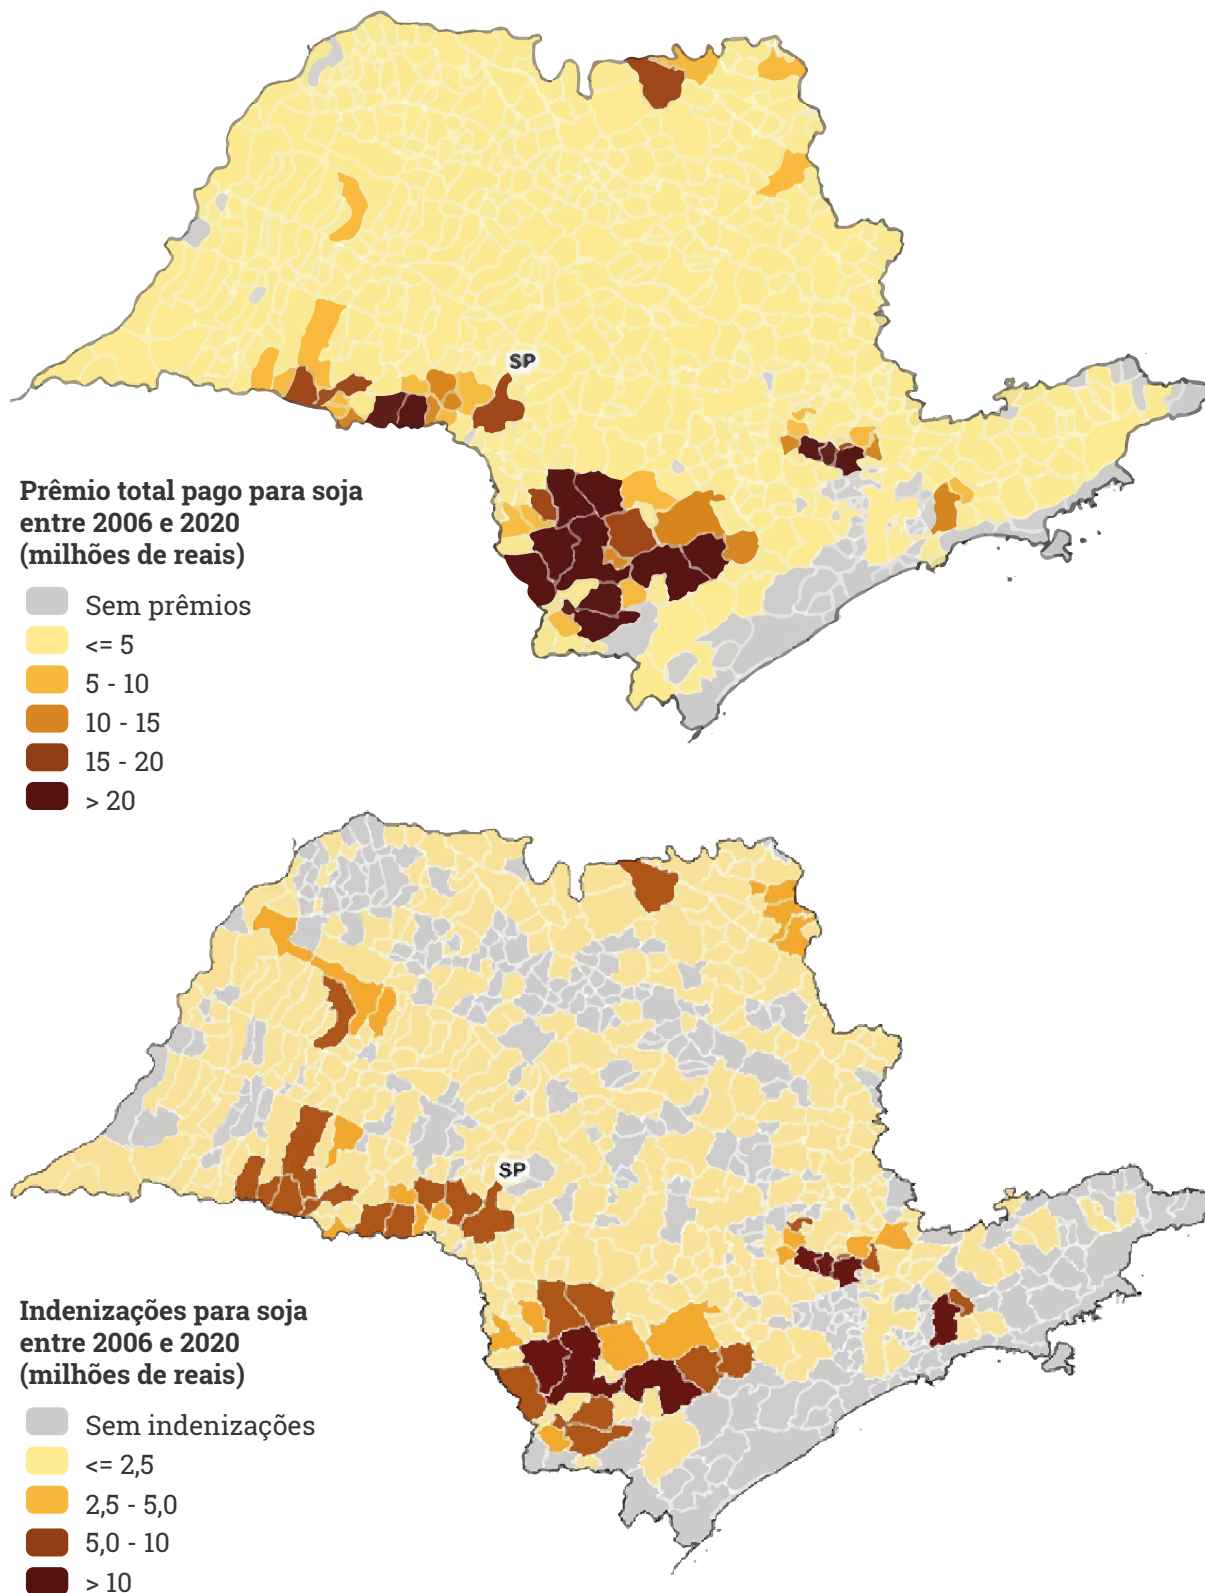 SP
Prêmio total pago para soja
entre 2006 e 2020
(milhões de reais)
Sem prêmios
<= 5
5 - 10
10 - 15
15 - 20
> 20
SP
Indenizações para soja
entre 2006 e 2020
(milhões de reais)
Sem indenizações
<= 2,5
2,5 - 5,0
5,0 - 10
> 10